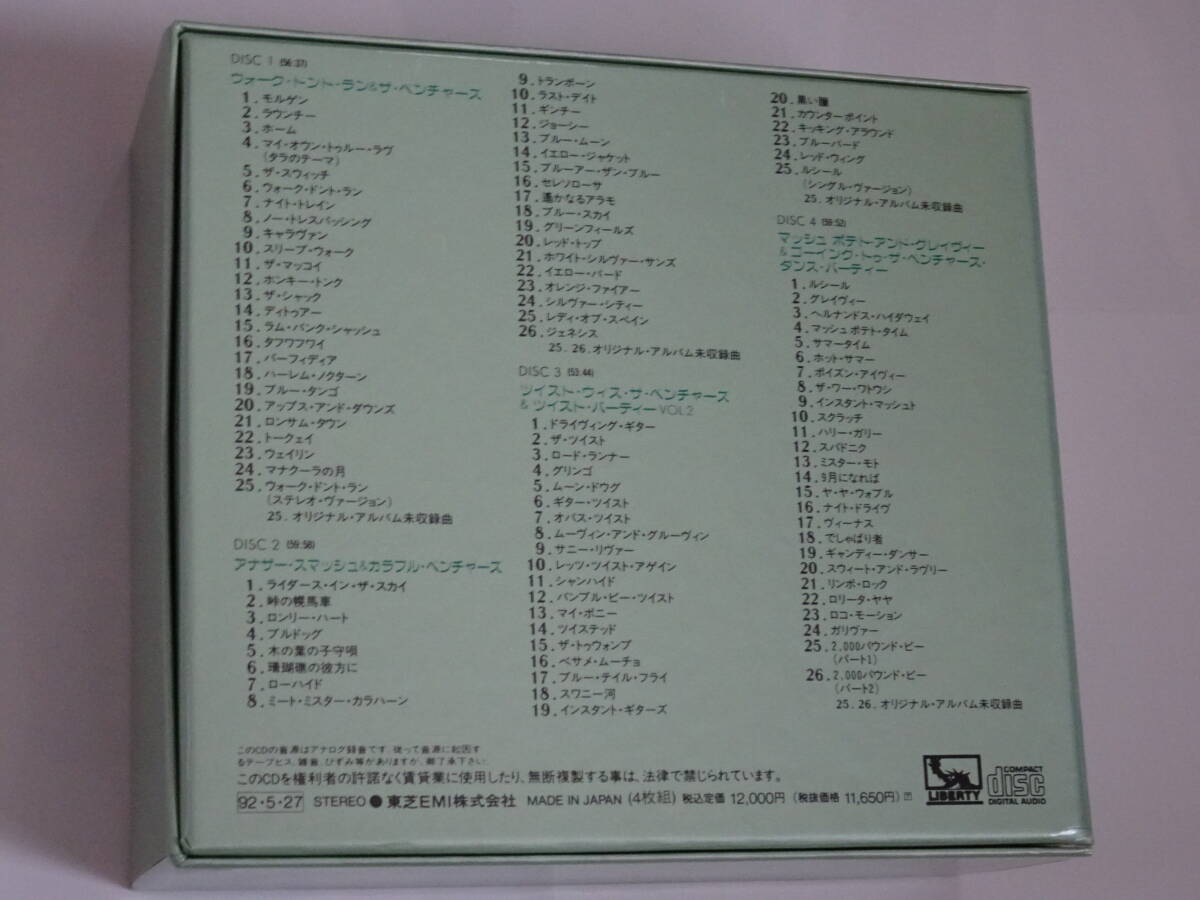 DISC 1 (56:37)
ウォーク・ドント・ラン&ザ・ベンチャーズ
1. モルゲン
2. ラウンチー
3. ホーム
4. マイ・オウン・トゥルー・ラヴ
(タラのテーマ)
5. ザ・スウィッチ
6. ウォーク・ドント・ラン
7. ナイト・トレイン
8. ノー・トレスパッシング
9. キャラヴァン
10. スリープ・ウォーク
11. ザ・マッコイ
12. ホンキー・トンク
13. ザ・シャック
14. ディトゥアー
15. ラム・バンク・シャッシュ
16. タフワフワイ
17. パーフィディア
18. ハーレム・ノクターン
19. ブルー・タンゴ
20. アップス・アンド・ダウンズ
21. ロンサム・タウン
22. トークェイ
23. ウェイリン
24. マナクーラの月
25. ウォーク・ドント・ラン
(ステレオ・ヴァージョン)
25. オリジナル・アルバム未収録曲
DISC 2 (59:58)
アナザー・スマッシュ&カラフル・ベンチャーズ
1. ライダース・イン・ザ・スカイ
2. 峠の幌馬車
3. ロンリー・ハート
4. ブルドッグ
5. 木の葉の子守唄
6. 珊瑚礁の彼方に
7. ローハイド
8. ミート・ミスター・カラハーン
9. トランボーン
10. ラスト・デイト
11. ギンチー
12. ジョーシー
13. ブルー・ムーン
14. イエロー・ジャケット
15. ブルーアー・ザン・ブルー
16. セレソローサ
17. 遙かなるアラモ
18. ブルー・スカイ
19. グリーンフィールズ
20. レッド・トップ
21. ホワイト・シルヴァー・サンズ
22. イエロー・バード
23. オレンジ・ファイアー
24. シルヴァー・シティー
25. レディ・オブ・スペイン
26. ジェネシス
25. 26. オリジナル・アルバム未収録曲
DISC 3 (53:44)
ツイスト・ウィズ・ザ・ベンチャーズ
& ツイスト・パーティー VOL2
1. ドライヴィング・ギター
2. ザ・ツイスト
3. ロード・ランナー
4. グリンゴ
5. ムーン・ドウグ
6. ギター・ツイスト
7. オパス・ツイスト
8. ムーヴィン・アンド・グルーヴィン
9. サニー・リヴァー
10. レッツ・ツイスト・アゲイン
11. シャンハイド
12. バンブル・ビー・ツイスト
13. マイ・ボニー
14. ツイステッド
15. ザ・トゥウォンプ
16. ベサメ・ムーチョ
17. ブルー・テイル・フライ
18. スワニー河
19. インスタント・ギターズ
20. 黒い瞳
21. カウンターポイント
22. キッキング・アラウンド
23. ブルーバード
24. レッド・ウィング
25. ルシール
(シングル・ヴァージョン)
25. オリジナル・アルバム未収録曲
DISC 4 (59:52)
マッシュ ポテト・アンド・グレイヴィー
& ゴーイング・トゥ・ザ・ベンチャーズ・
ダンス・パーティー
1. ルシール
2. グレイヴィー
3. ヘルナンドス・ハイダウェイ
4. マッシュ ポテト・タイム
5. サマータイム
6. ホット・サマー
7. ポイズン・アイヴィー
8. ザ・ワー・ワトウシ
9. インスタント・マッシュト
10. スクラッチ
11. ハリー・ガリー
12. スパドニク
13. ミスター・モト
14. 9月になれば
15. ヤ・ヤ・ウォブル
16. ナイト・ドライヴ
17. ヴィーナス
18. でしゃばり者
19. ギャンディー・ダンサー
20. スウィート・アンド・ラヴリー
21. リンボ・ロック
22. ロリータ・ヤヤ
23. ロコ・モーション
24. ガリヴァー
25. 2,000パウンド・ビー
(パート1)
26. 2,000パウンド・ビー
(パート2)
25. 26. オリジナル・アルバム未収録曲
このCDの音源はアナログ録音です。従って音源に起因す
るテープヒス、雑音、ひずみ等がありますが、御了承下さい。
このCDを権利者の許諾なく賃貸業に使用したり、無断複製する事は、法律で禁じられています。
92・5・27 STEREO ● 東芝EMI株式会社 MADE IN JAPAN (4枚組) 税込定価 12,000円 (税抜価格 11,650円)
LIBERTY
COMPACT
disc
DIGITAL AUDIO